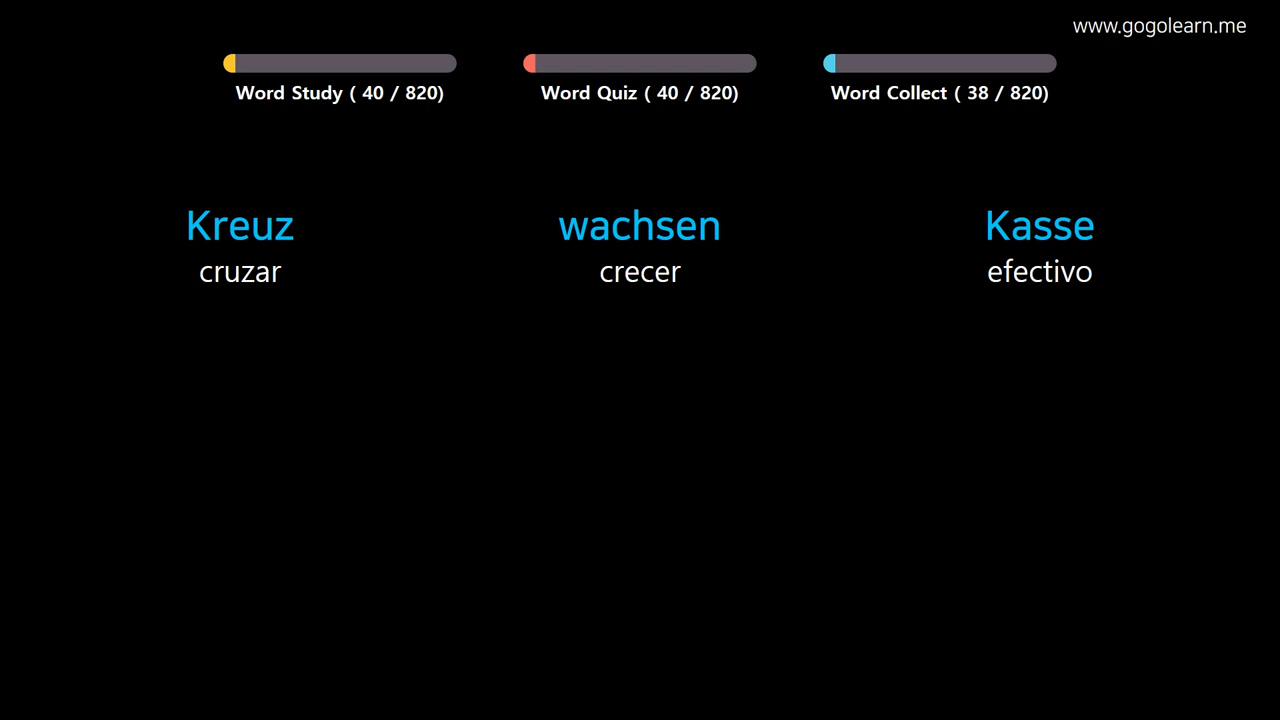 www.gogolearn.me
Word Study ( 40 / 820)
Word Quiz ( 40 / 820)
Word Collect ( 38 / 820)
Kreuz
cruzar
wachsen
crecer
Kasse
efectivo